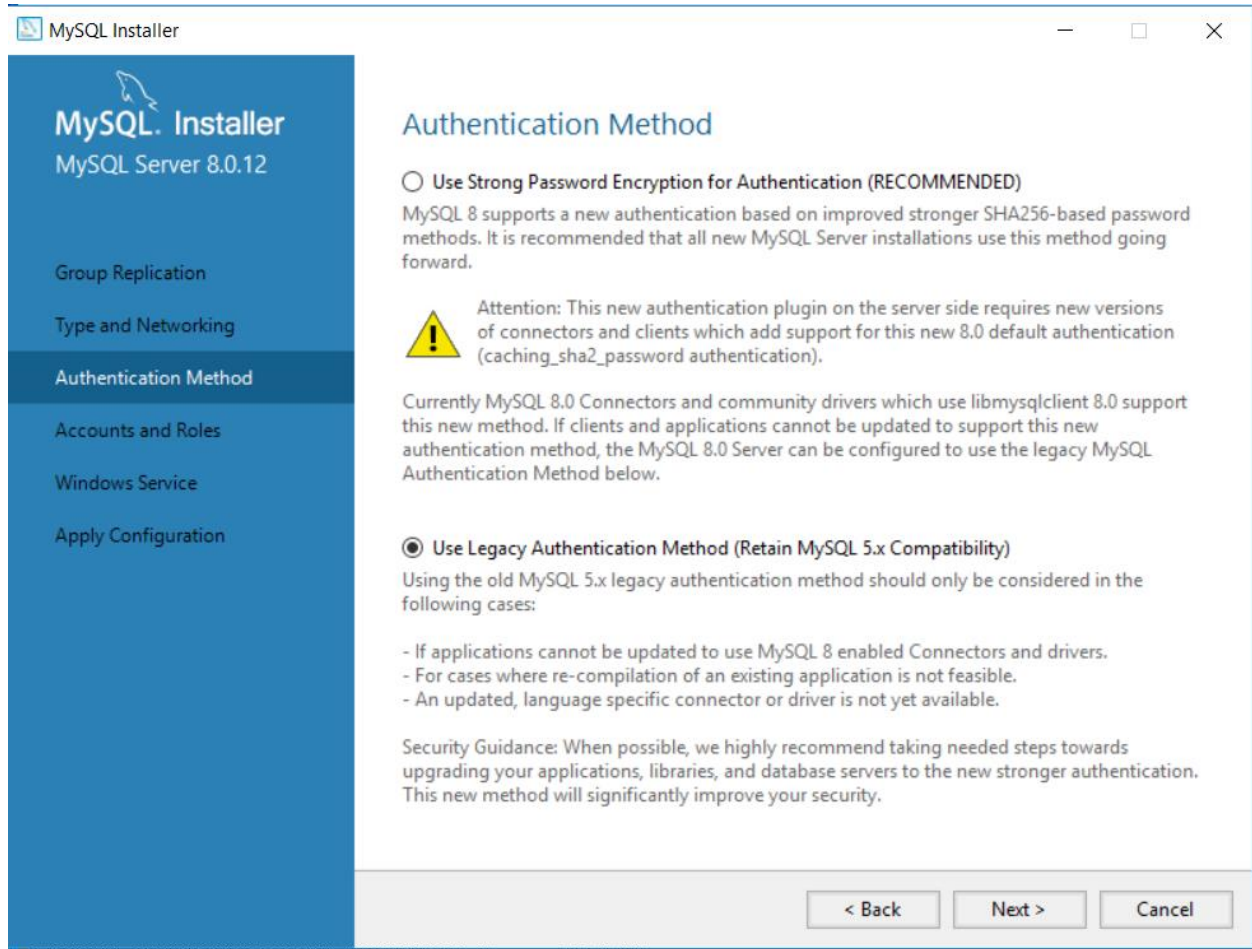 MySQL Installer
MySQL. Installer
MySQL Server 8.0.12
Group Replication
Type and Networking
Authentication Method
Accounts and Roles
Windows Service
Apply Configuration
Authentication Method
Use Strong Password Encryption for Authentication (RECOMMENDED)
MySQL 8 supports a new authentication based on improved stronger SHA256-based password
methods. It is recommended that all new MySQL Server installations use this method going
forward.
Attention: This new authentication plugin on the server side requires new versions
of connectors and clients which add support for this new 8.0 default authentication
(caching_sha2_password authentication).
Currently MySQL 8.0 Connectors and community drivers which use libmysqlclient 8.0 support
this new method. If clients and applications cannot be updated to support this new
authentication method, the MySQL 8.0 Server can be configured to use the legacy MySQL
Authentication Method below.
Use Legacy Authentication Method (Retain MySQL 5.x Compatibility)
Using the old MySQL 5.x legacy authentication method should only be considered in the
following cases:
- If applications cannot be updated to use MySQL 8 enabled Connectors and drivers.
- For cases where re-compilation of an existing application is not feasible.
- An updated, language specific connector or driver is not yet available.
Security Guidance: When possible, we highly recommend taking needed steps towards
upgrading your applications, libraries, and database servers to the new stronger authentication.
This new method will significantly improve your security.
< Back
Next >
Cancel